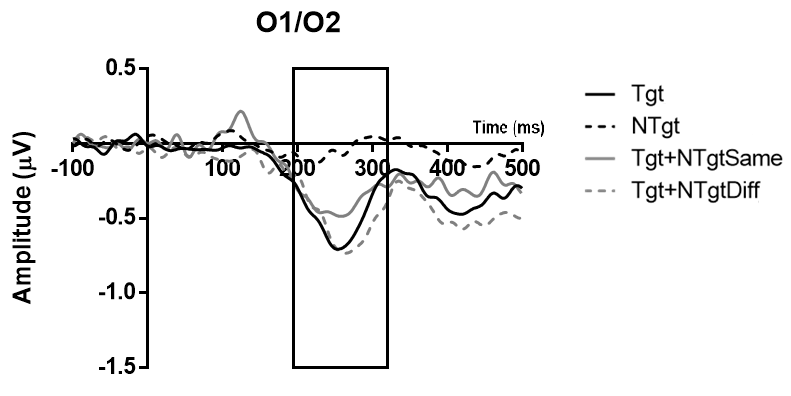 O1/O2
0.5
Time (ms)
-100
100
200
300
400
500
-0.5
-1.0
-1.5
Amplitude (µV)
Tgt
NTgt
Tgt+NTgtSame
Tgt+NTgtDiff